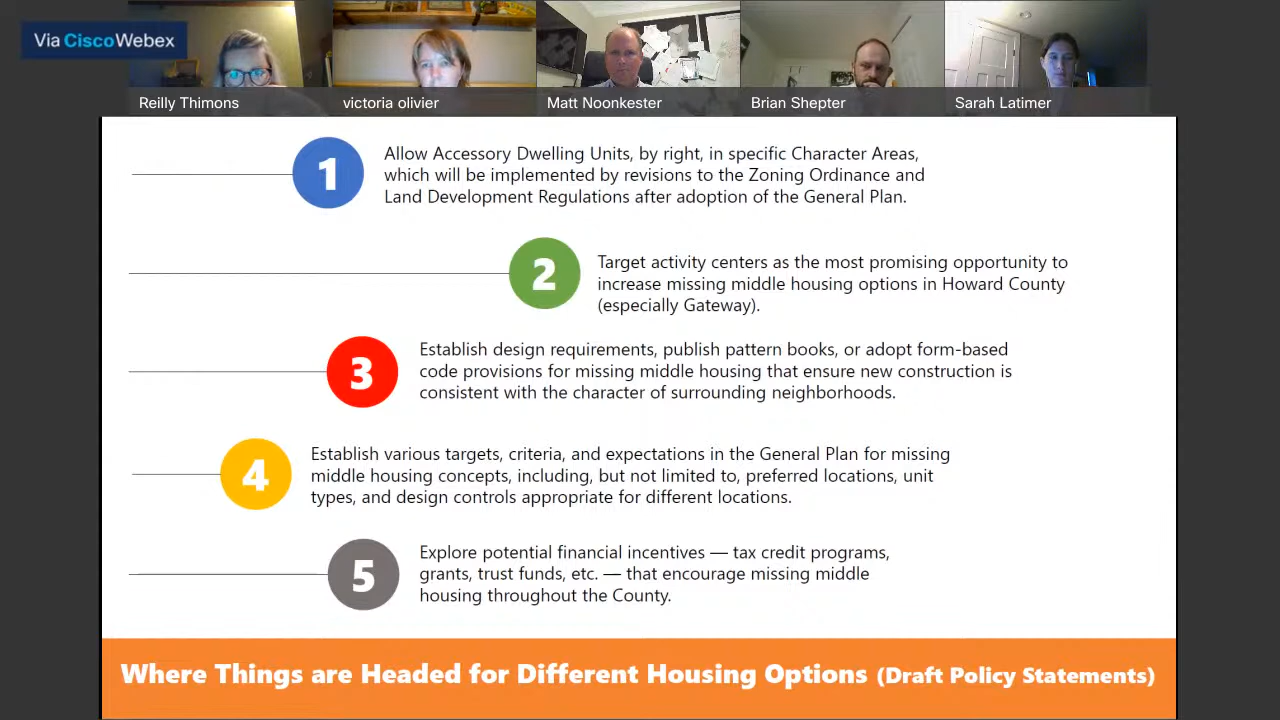 Via CiscoWebex
Reilly Thimons
victoria olivier
Matt Noonkester
Brian Shepter
Sarah Latimer
1
Allow Accessory Dwelling Units, by right, in specific Character Areas,
which will be implemented by revisions to the Zoning Ordinance and
Land Development Regulations after adoption of the General Plan.
2
Target activity centers as the most promising opportunity to
increase missing middle housing options in Howard County
(especially Gateway).
3
Establish design requirements, publish pattern books, or adopt form-based
code provisions for missing middle housing that ensure new construction is
consistent with the character of surrounding neighborhoods.
4
Establish various targets, criteria, and expectations in the General Plan for missing
middle housing concepts, including, but not limited to, preferred locations, unit
types, and design controls appropriate for different locations.
5
Explore potential financial incentives — tax credit programs,
grants, trust funds, etc. — that encourage missing middle
housing throughout the County.
Where Things are Headed for Different Housing Options (Draft Policy Statements)